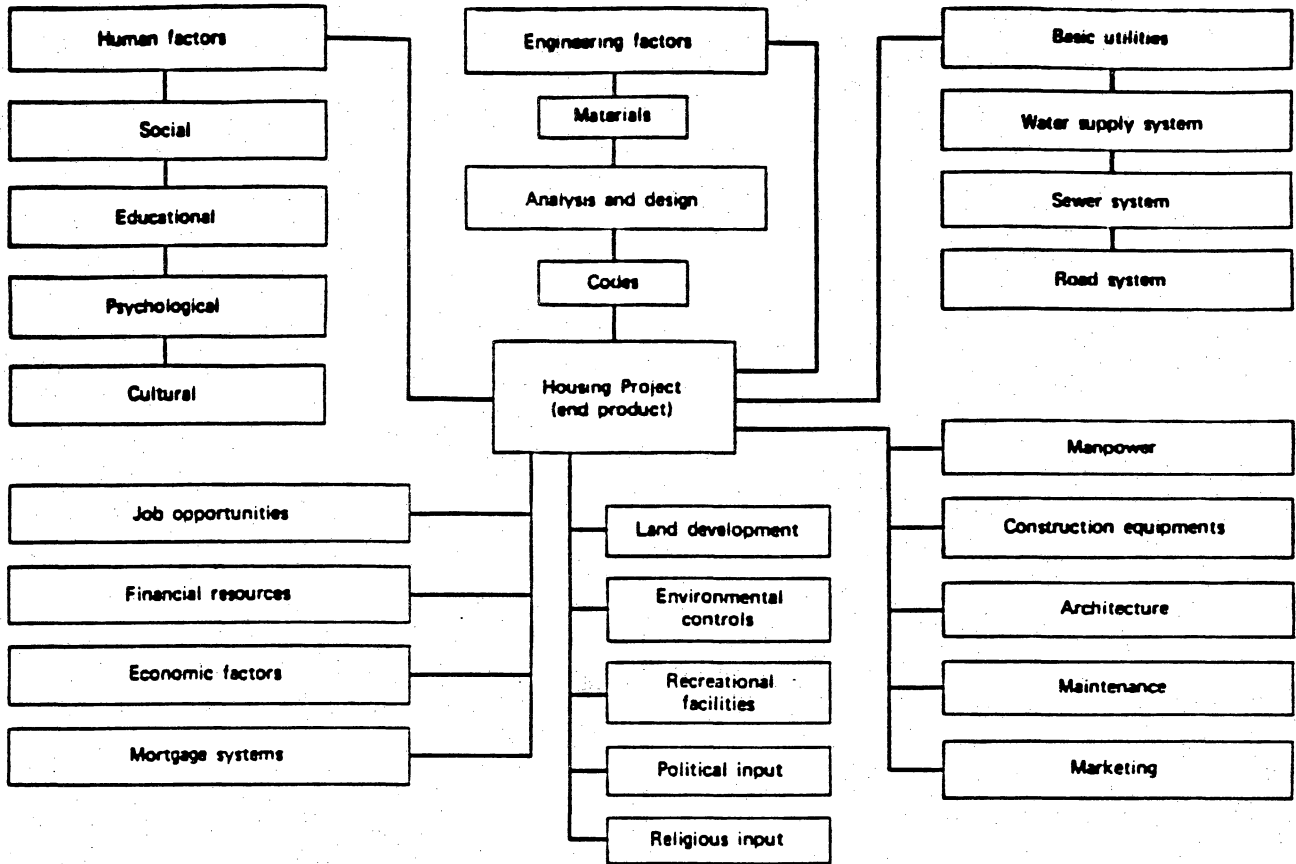 Human factors
Social
Educational
Psychological
Cultural
Engineering factors
Materials
Analysis and design
Codes
Housing Project
(end product)
Basic utilities
Water supply system
Sewer system
Road system
Job opportunities
Financial resources
Economic factors
Mortgage systems
Land development
Environmental
controls
Recreational
facilities
Political input
Religious input
Manpower
Construction equipments
Architecture
Maintenance
Marketing